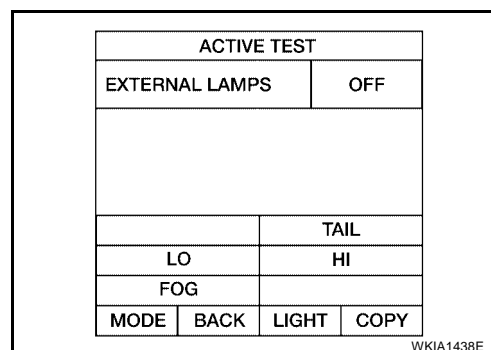 ACTIVE TEST
EXTERNAL LAMPS OFF
TAIL
LO HI
FOG
MODE BACK LIGHT COPY
WKIA1438E